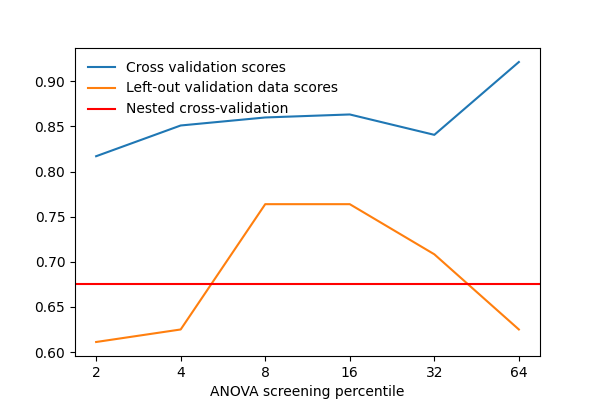 Cross validation scores
Left-out validation data scores
Nested cross-validation
0.90
0.85
0.80
0.75
0.70
0.65
0.60
2 4 8 16 32 64
ANOVA screening percentile